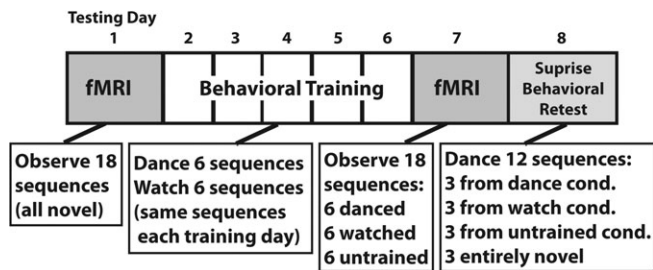 Testing Day
1 2 3 4 5 6 7 8
fMRI
Behavioral Training
fMRI
Suprise
Behavioral
Retest
Observe 18
sequences
(all novel)
Dance 6 sequences
Watch 6 sequences
(same sequences
each training day)
Observe 18
sequences:
6 danced
6 watched
6 untrained
Dance 12 sequences:
3 from dance cond.
3 from watch cond.
3 from untrained cond.
3 entirely novel